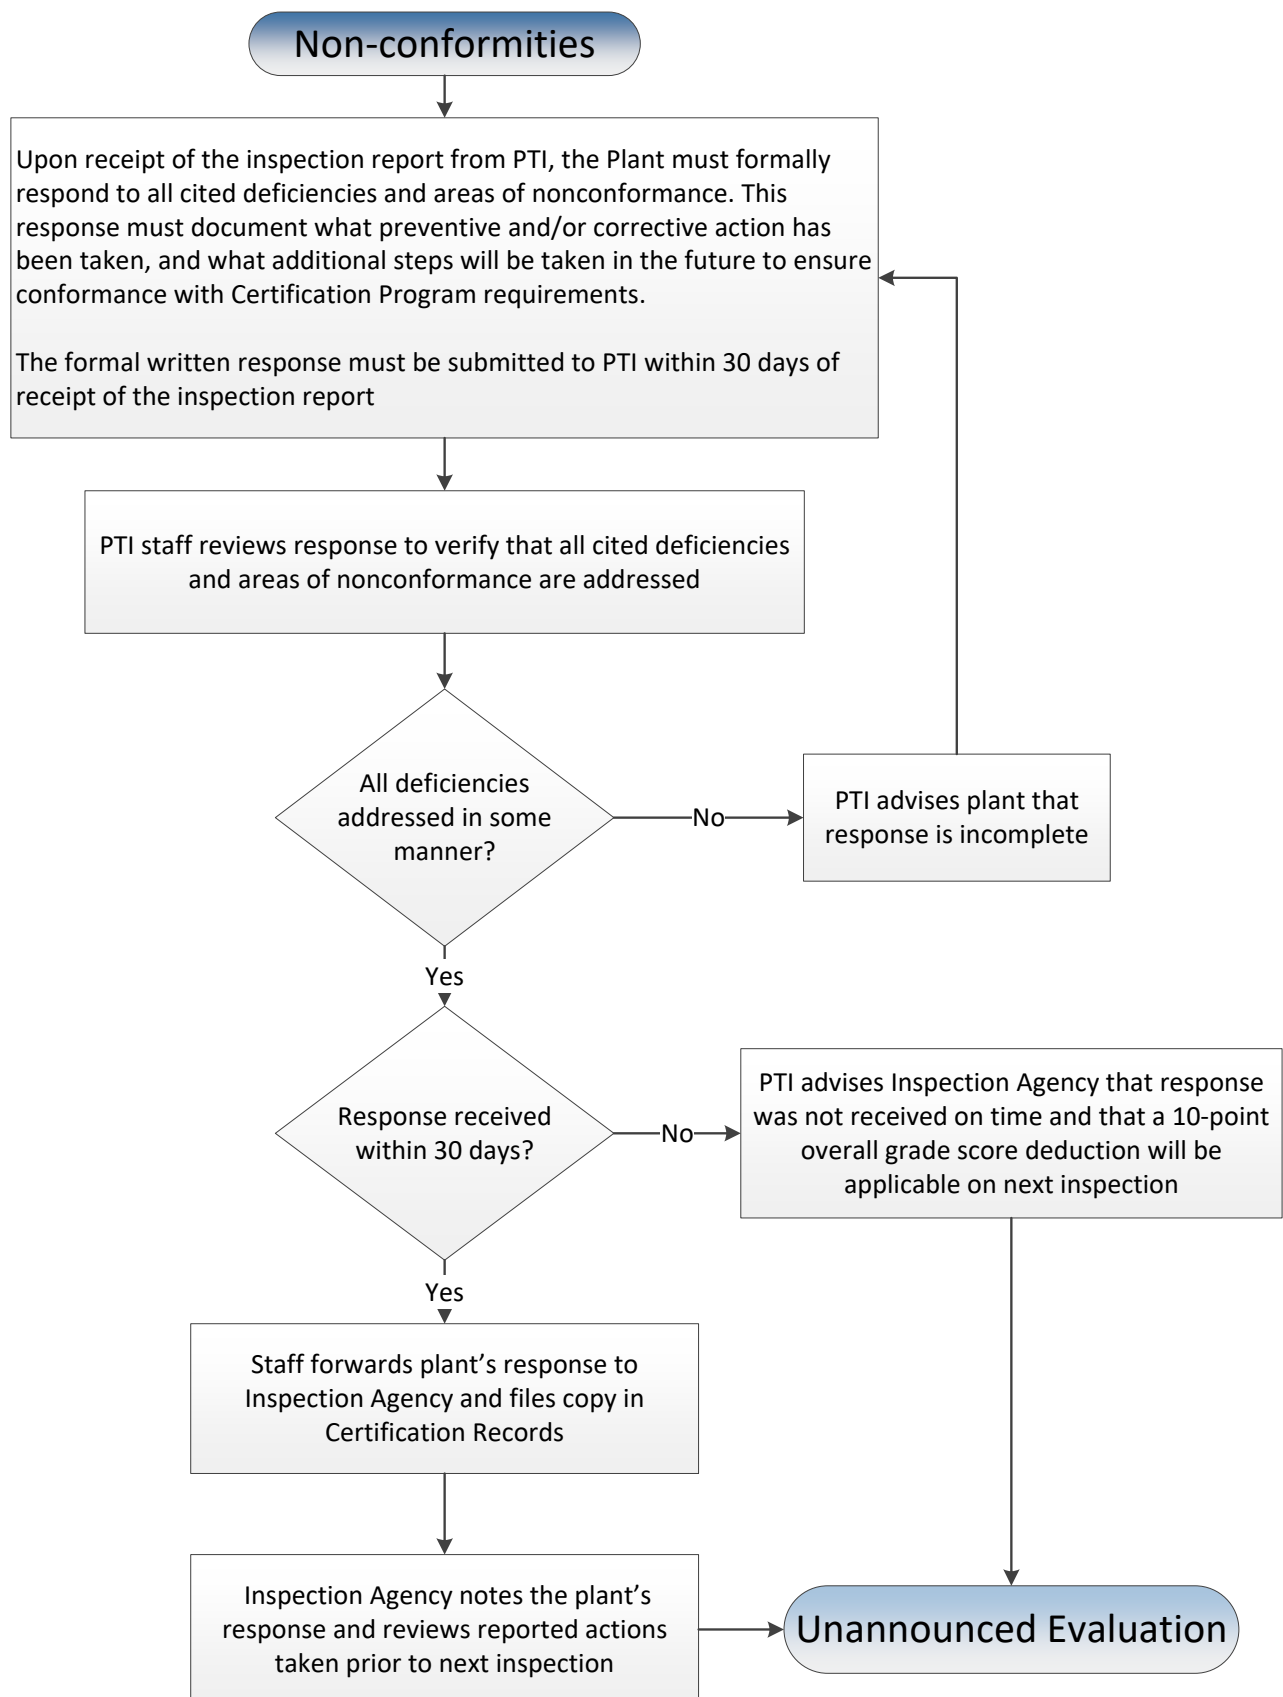 Non-conformities
Upon receipt of the inspection report from PTI, the Plant must formally
respond to all cited deficiencies and areas of nonconformance. This
response must document what preventive and/or corrective action has
been taken, and what additional steps will be taken in the future to ensure
conformance with Certification Program requirements.
The formal written response must be submitted to PTI within 30 days of
receipt of the inspection report
PTI staff reviews response to verify that all cited deficiencies
and areas of nonconformance are addressed
All deficiencies
addressed in some
manner?
No
PTI advises plant that
response is incomplete
Yes
Response received
within 30 days?
No
PTI advises Inspection Agency that response
was not received on time and that a 10-point
overall grade score deduction will be
applicable on next inspection
Yes
Staff forwards plant’s response to
Inspection Agency and files copy in
Certification Records
Inspection Agency notes the plant’s
response and reviews reported actions
taken prior to next inspection
Unannounced Evaluation